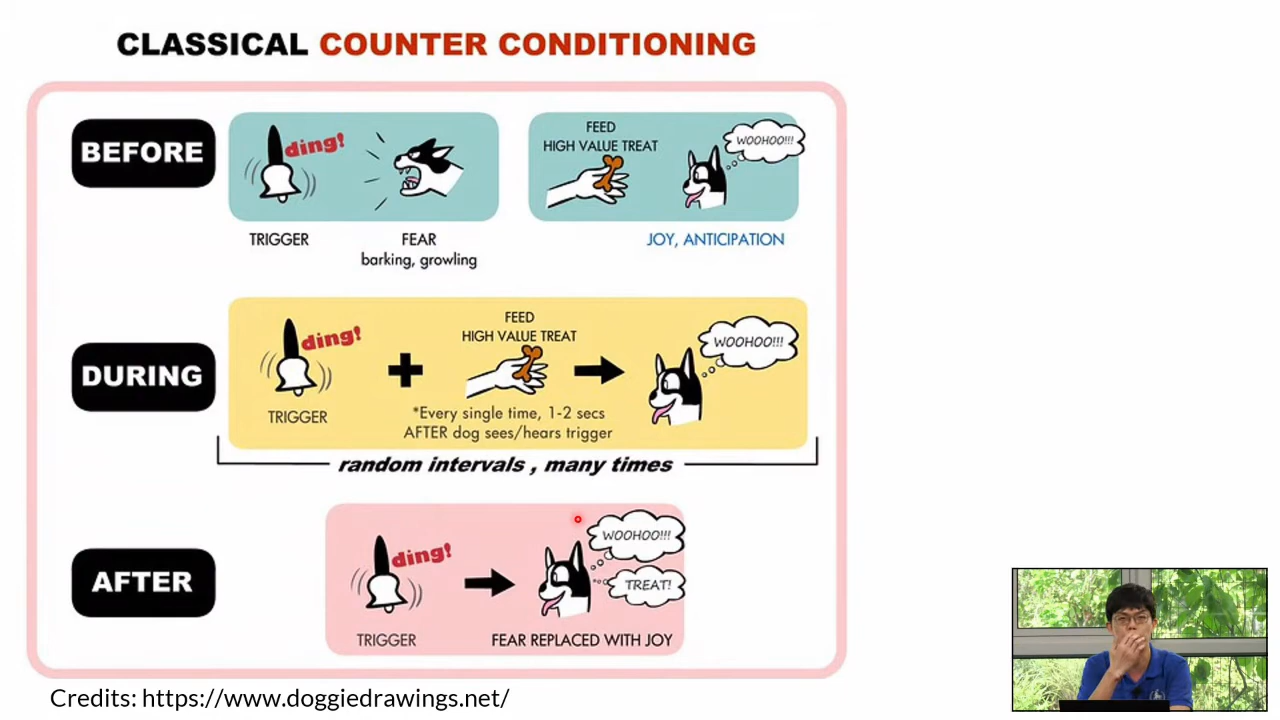 CLASSICAL COUNTER CONDITIONING
BEFORE
ding!
TRIGGER
FEAR
barking, growling
FEED
HIGH VALUE TREAT
WOOHOO!!!
JOY, ANTICIPATION
DURING
ding!
TRIGGER
FEED
HIGH VALUE TREAT
*Every single time, 1-2 secs
AFTER dog sees/hears trigger
WOOHOO!!!
random intervals , many times
AFTER
ding!
TRIGGER
WOOHOO!!!
TREAT!
FEAR REPLACED WITH JOY
Credits: https://www.doggiedrawings.net/